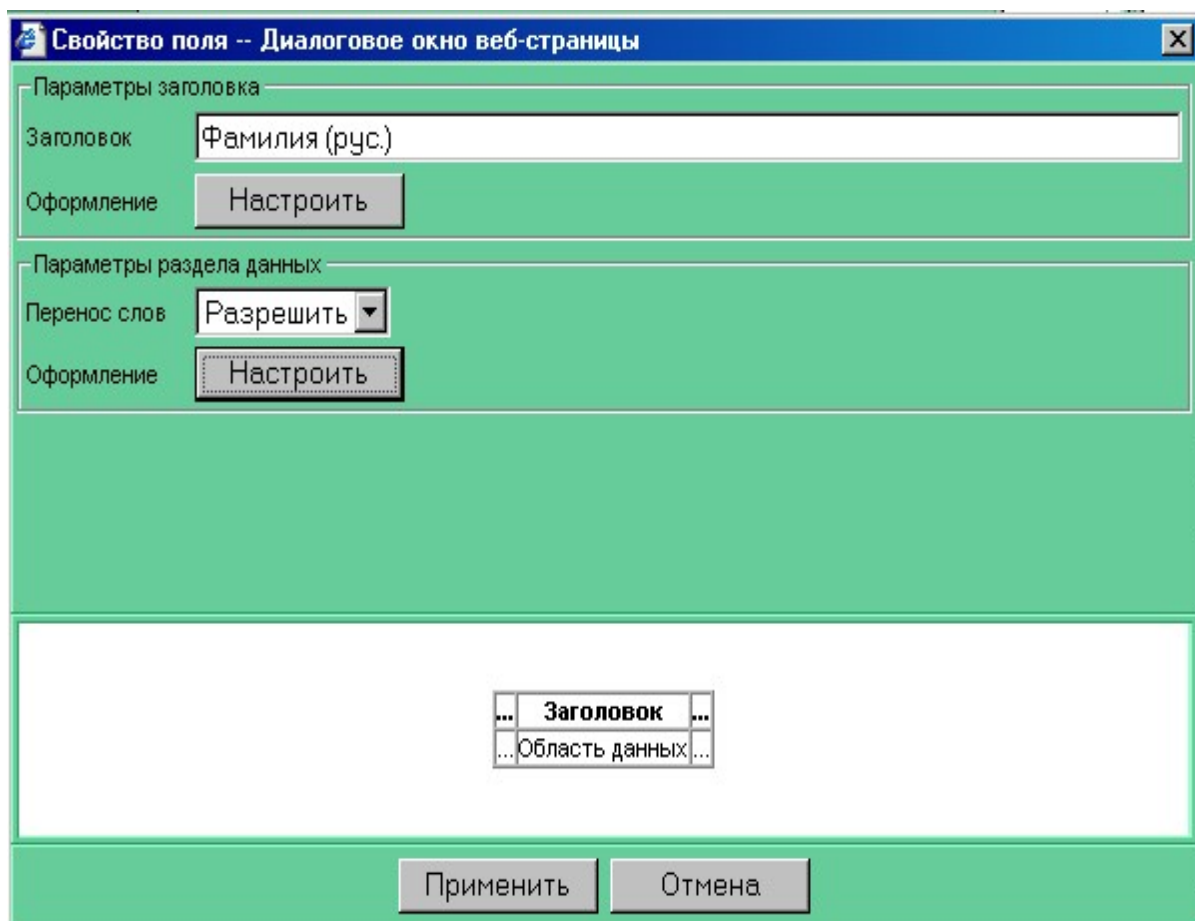 Свойство поля -- Диалоговое окно веб-страницы
Параметры заголовка
Заголовок Фамилия (рус.)
Оформление Настроить
Параметры раздела данных
Перенос слов Разрешить
Оформление Настроить
... Заголовок ...
... Область данных ...
Применить Отмена